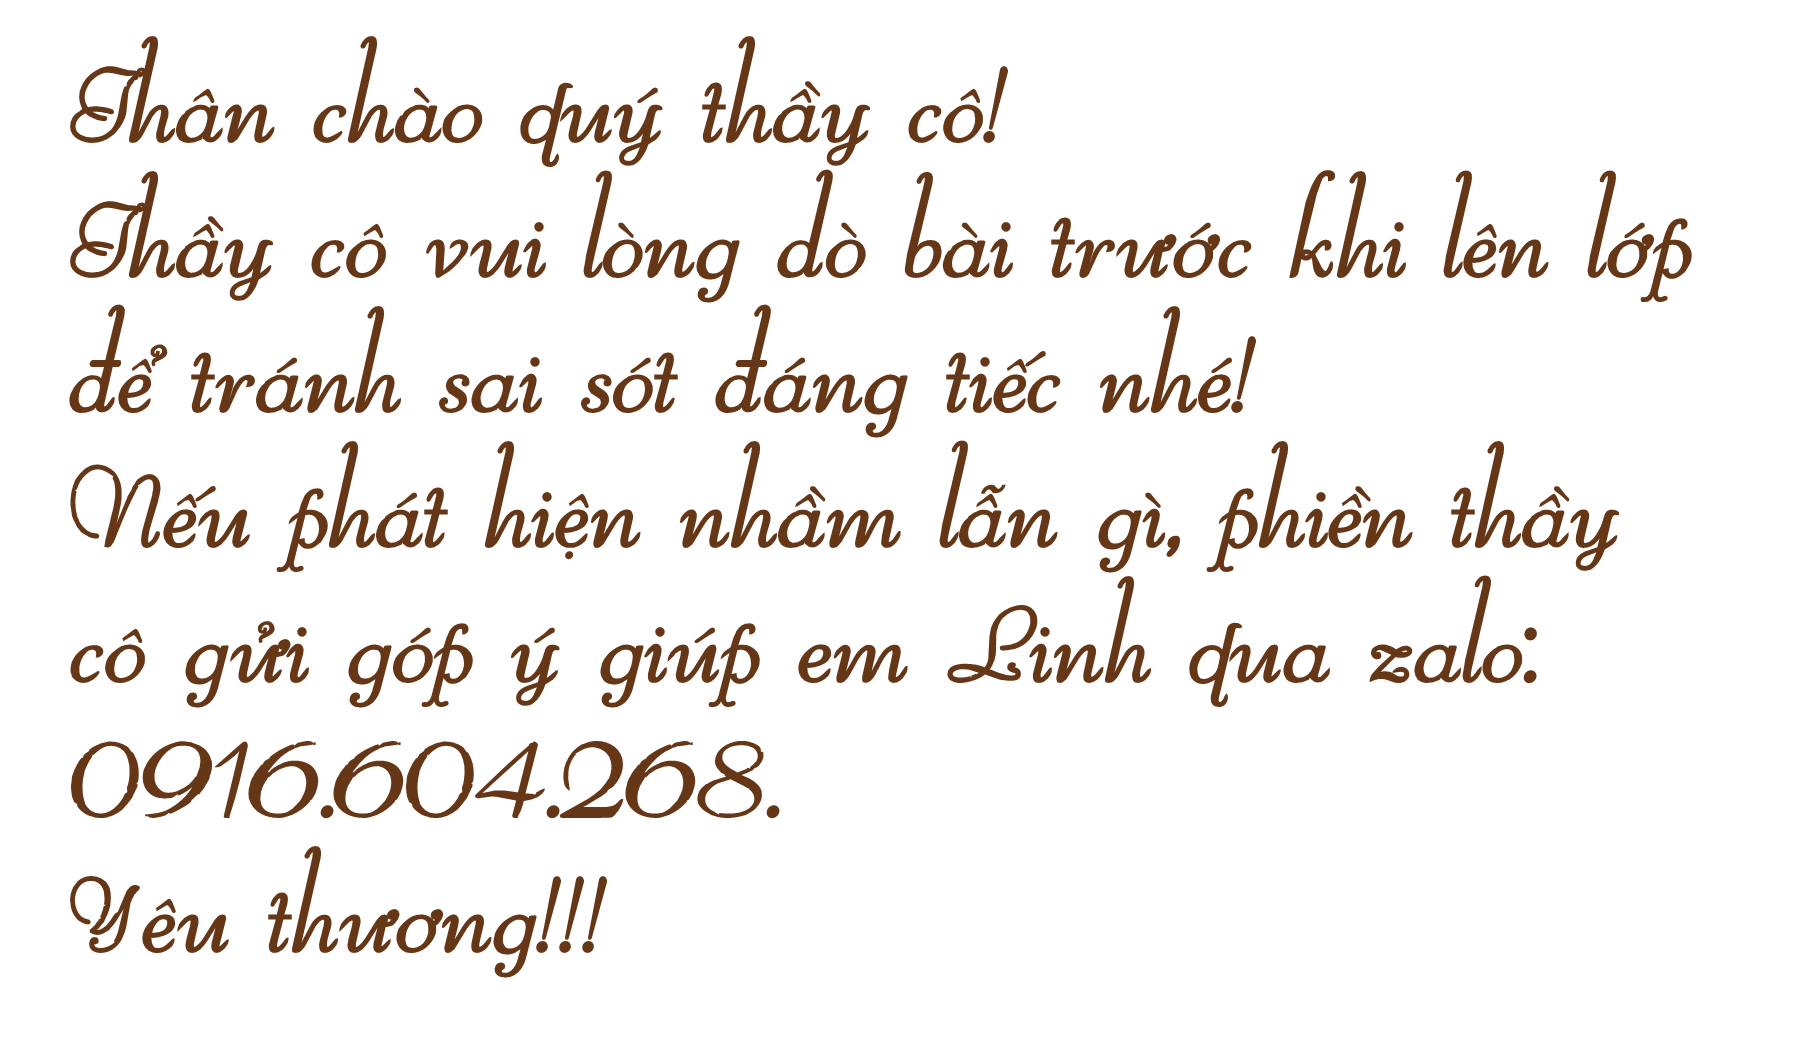 Thân chào quý thầy cô!
Thầy cô vui lòng dò bài trước khi lên lớp
để tránh sai sót đáng tiếc nhé!
Nếu phát hiện nhầm lẫn gì, phiền thầy
cô gửi góp ý giúp em Linh qua zalo:
0916.604.268.
Yêu thương!!!